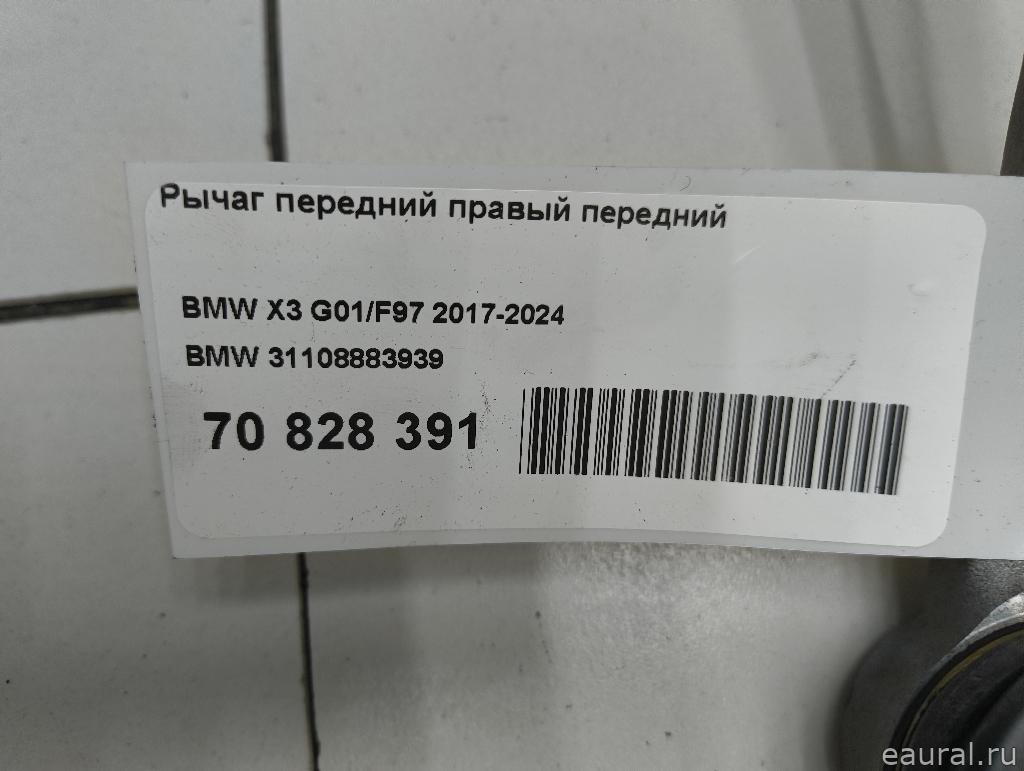 Рычаг передний правый передний
BMW X3 G01/F97 2017-2024
BMW 31108883939
70 828 391
eaural.ru